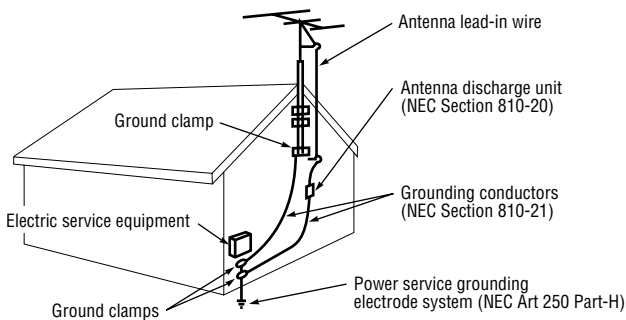 Antenna lead-in wire
Antenna discharge unit
(NEC Section 810-20)
Ground clamp
Grounding conductors
(NEC Section 810-21)
Electric service equipment
Power service grounding
electrode system (NEC Art 250 Part-H)
Ground clamps